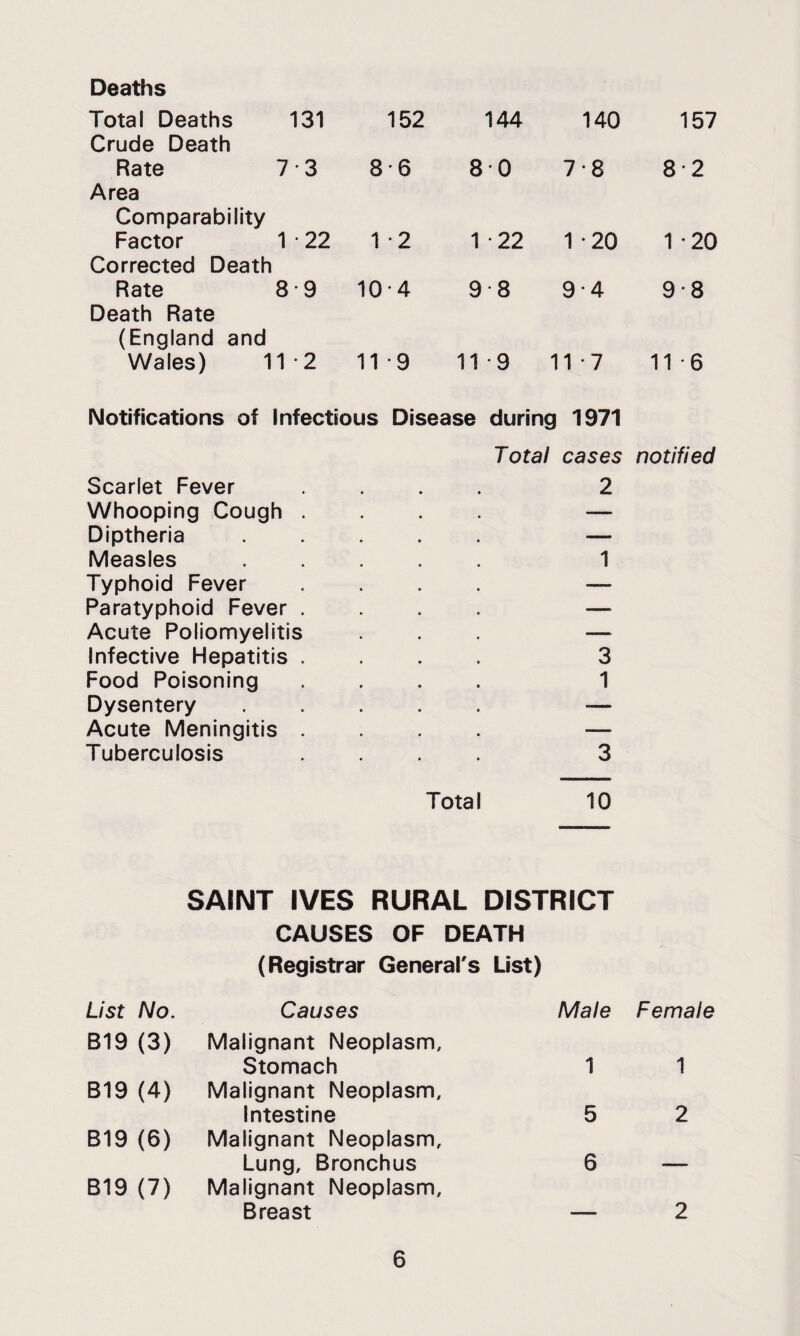 Deaths
Total Deaths 131 152 144 140 157
Crude Death
Rate 7·3 8·6 8·0 7·8 8·2
Area
Comparability
Factor 1·22 1·2 1·22 1·20 1·20
Corrected Death
Rate 8·9 10·4 9·8 9·4 9·8
Death Rate
(England and
Wales) 11·2 11·9 11·9 11·7 11·6
Notifications of Infectious Disease during 1971
Total cases notified
Scarlet Fever . . . . 2
Whooping Cough . . . . —
Diptheria . . . . . —
Measles . . . . . 1
Typhoid Fever . . . . —
Paratyphoid Fever . . . . —
Acute Poliomyelitis . . . —
Infective Hepatitis . . . . 3
Food Poisoning . . . . 1
Dysentery . . . . . —
Acute Meningitis . . . . —
Tuberculosis . . . . 3
Total 10
SAINT IVES RURAL DISTRICT
CAUSES OF DEATH
(Registrar General's List)
List No. Causes Male Female
B19 (3) Malignant Neoplasm,
Stomach 1 1
B19 (4) Malignant Neoplasm,
Intestine 5 2
B19 (6) Malignant Neoplasm,
Lung, Bronchus 6 —
B19 (7) Malignant Neoplasm,
Breast — 2
6